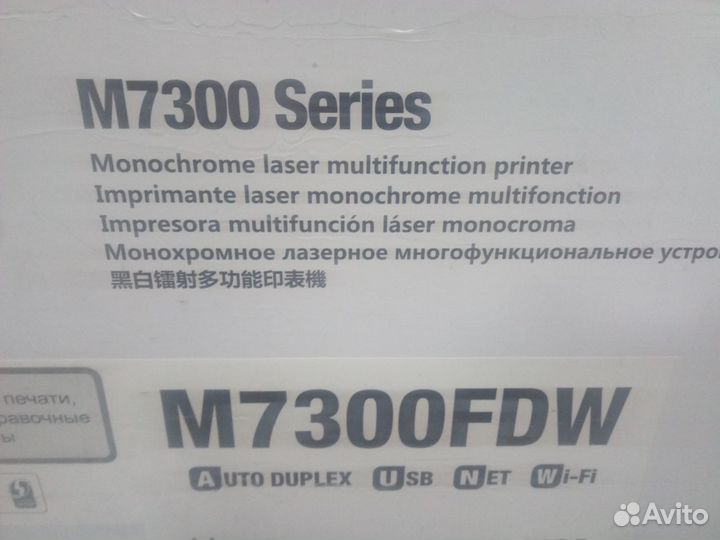 M7300 Series
Monochrome laser multifunction printer
Imprimante laser monochrome multifonction
Impresora multifunción láser monocroma
Монохромное лазерное многофункциональное устро
黑白镭射多功能印表機
печати,
равочные
ы
M7300FDW
AUTO DUPLEX USB NET Wi-Fi
Avito